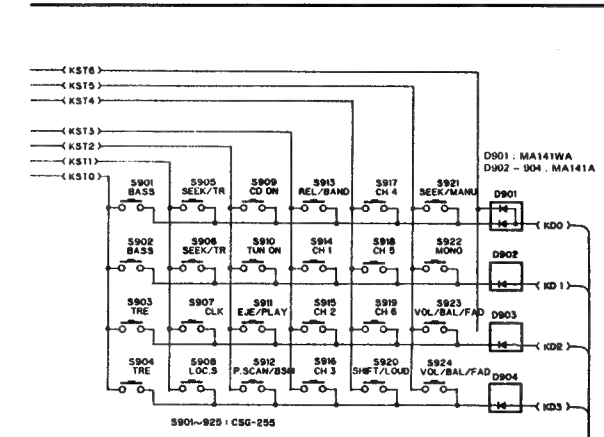 KST6
KST5
KST4
KST3
KST2
KST1
KST0
D901 : MA141WA
D902 - 904 : MA141A
S901 S905 S909 S913 S917 S921 D901
BASS SEEK/TR CD ON REL/BAND CH 4 SEEK/MANU
KD0
S902 S906 S910 S914 S918 S922 D902
BASS SEEK/TR TUN ON CH 1 CH 5 MONO
KD1
S903 S907 S911 S915 S919 S923 D903
TRE CLK EJE/PLAY CH 2 CH 6 VOL/BAL/FAD
KD2
S904 S908 S912 S916 S920 S924 D904
TRE LOC.S P.SCAN/BSM CH 3 SHIFT/LOUD VOL/BAL/FAD
KD3
S901~925 : CSG-255